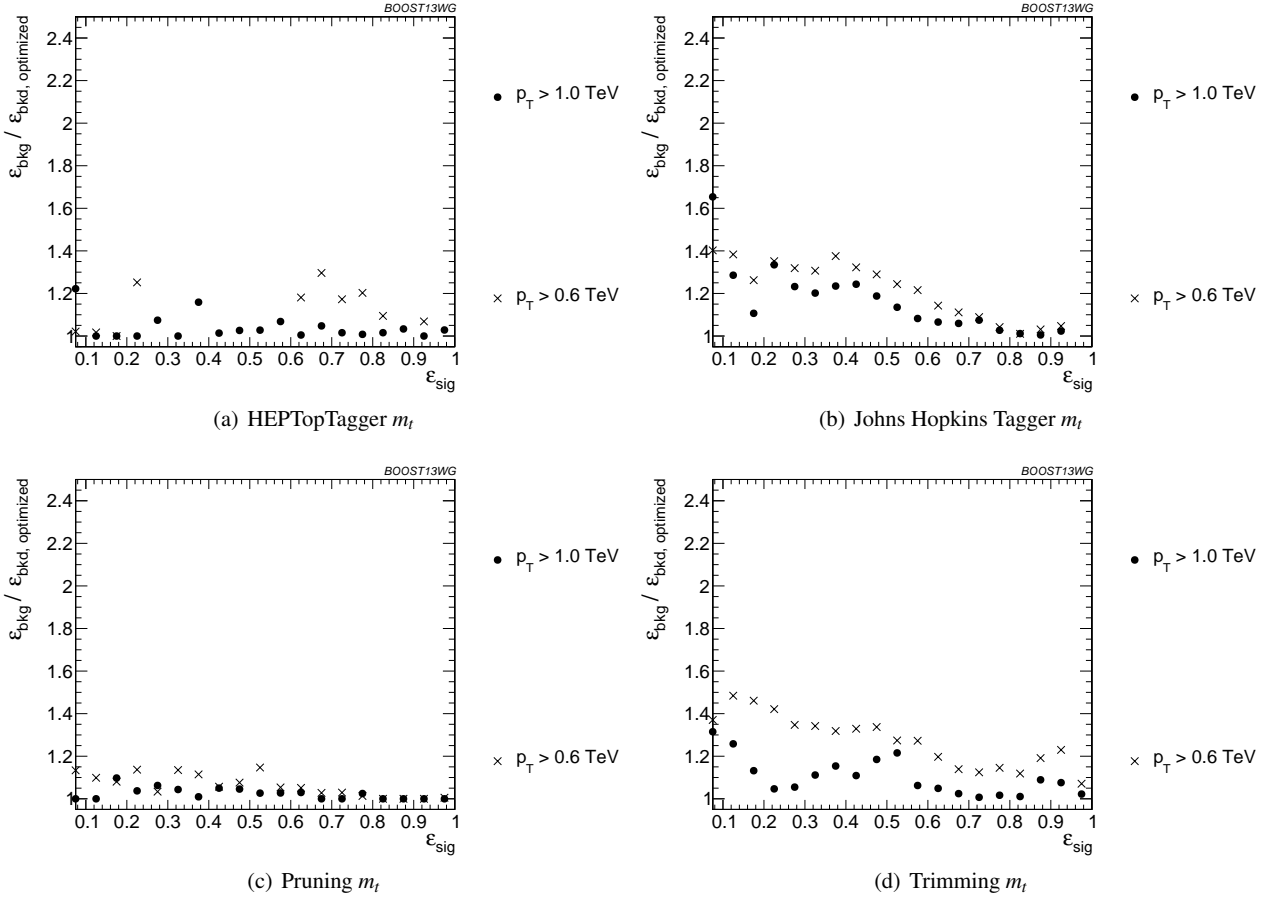 BOOST13WG
ε_bkg / ε_bkd, optimized
2.4
2.2
2
1.8
1.6
1.4
1.2
1
0.1 0.2 0.3 0.4 0.5 0.6 0.7 0.8 0.9 1
ε_sig
p_T > 1.0 TeV
p_T > 0.6 TeV
(a) HEPTopTagger m_t
BOOST13WG
ε_bkg / ε_bkd, optimized
2.4
2.2
2
1.8
1.6
1.4
1.2
1
0.1 0.2 0.3 0.4 0.5 0.6 0.7 0.8 0.9 1
ε_sig
p_T > 1.0 TeV
p_T > 0.6 TeV
(b) Johns Hopkins Tagger m_t
BOOST13WG
ε_bkg / ε_bkd, optimized
2.4
2.2
2
1.8
1.6
1.4
1.2
1
0.1 0.2 0.3 0.4 0.5 0.6 0.7 0.8 0.9 1
ε_sig
p_T > 1.0 TeV
p_T > 0.6 TeV
(c) Pruning m_t
BOOST13WG
ε_bkg / ε_bkd, optimized
2.4
2.2
2
1.8
1.6
1.4
1.2
1
0.1 0.2 0.3 0.4 0.5 0.6 0.7 0.8 0.9 1
ε_sig
p_T > 1.0 TeV
p_T > 0.6 TeV
(d) Trimming m_t